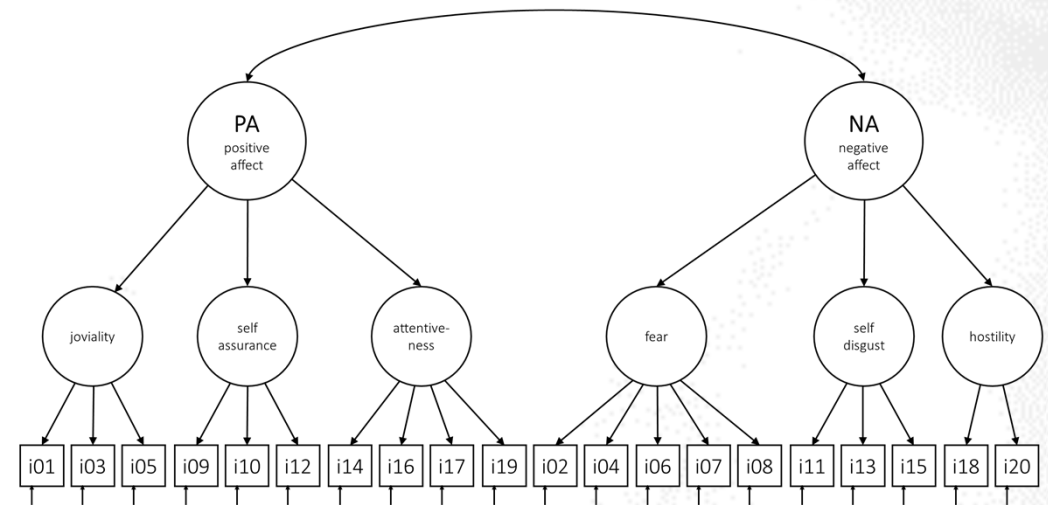 PA
positive
affect
NA
negative
affect
joviality
self
assurance
attentive-
ness
fear
self
disgust
hostility
i01 i03 i05 i09 i10 i12 i14 i16 i17 i19 i02 i04 i06 i07 i08 i11 i13 i15 i18 i20